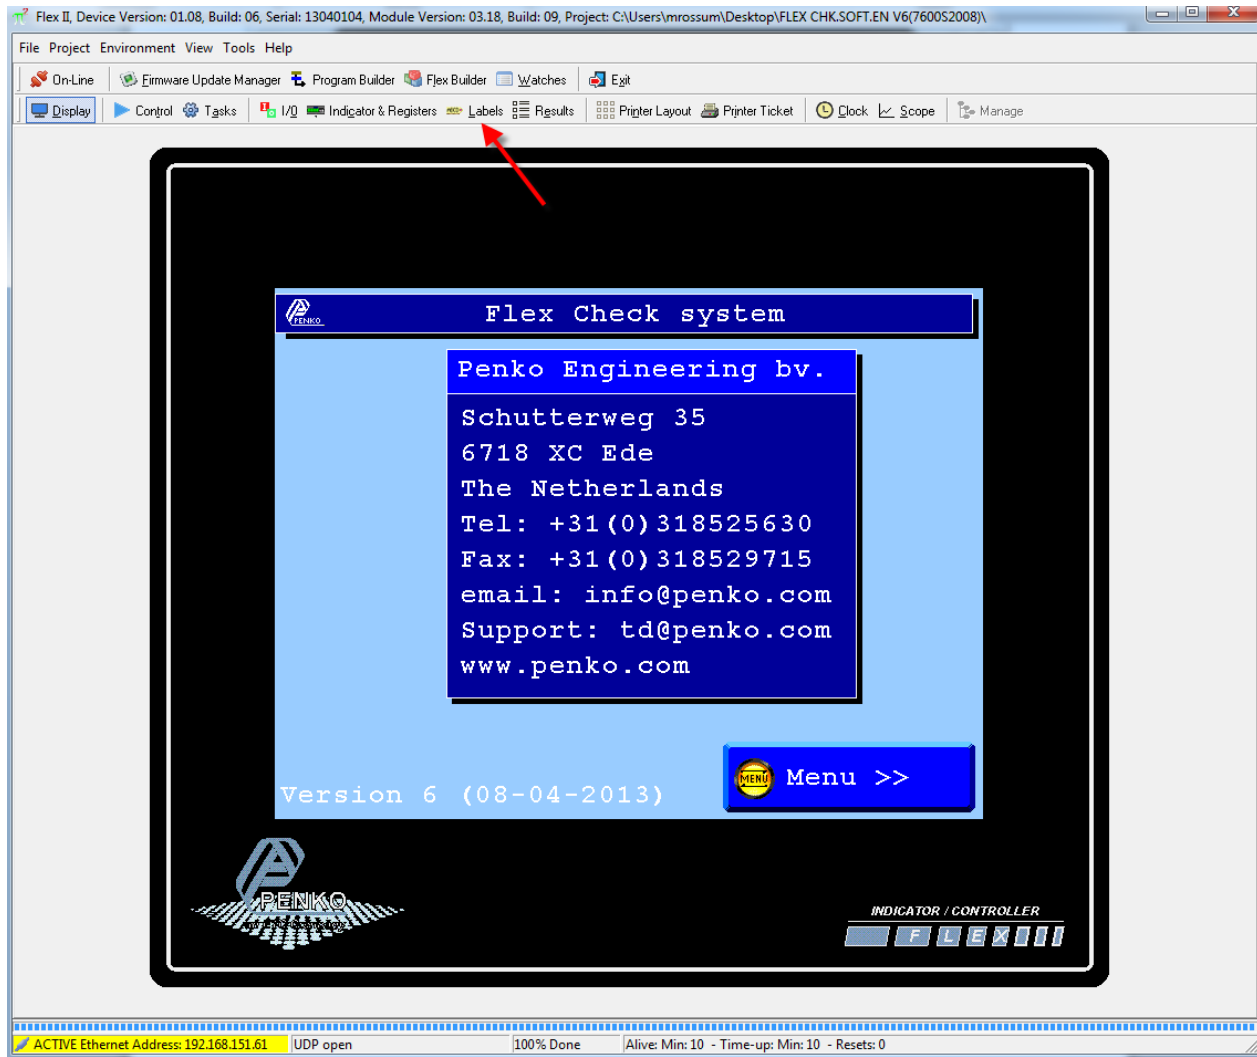 Flex II, Device Version: 01.08, Build: 06, Serial: 13040104, Module Version: 03.18, Build: 09, Project: C:\Users\mrossum\Desktop\FLEX CHK.SOFT.EN V6(7600S2008)\
File Project Environment View Tools Help
On-Line Firmware Update Manager Program Builder Flex Builder Watches Exit
Display Control Tasks I/O Indicator & Registers Labels Results Printer Layout Printer Ticket Clock Scope Manage
PENKO Flex Check system
Penko Engineering bv.
Schutterweg 35
6718 XC Ede
The Netherlands
Tel: +31(0)318525630
Fax: +31(0)318529715
email: info@penko.com
Support: td@penko.com
www.penko.com
MENU Menu >>
Version 6 (08-04-2013)
PENKO
INDICATOR / CONTROLLER
FLEX
ACTIVE Ethernet Address: 192.168.151.61 UDP open 100% Done Alive: Min: 10 - Time-up: Min: 10 - Resets: 0